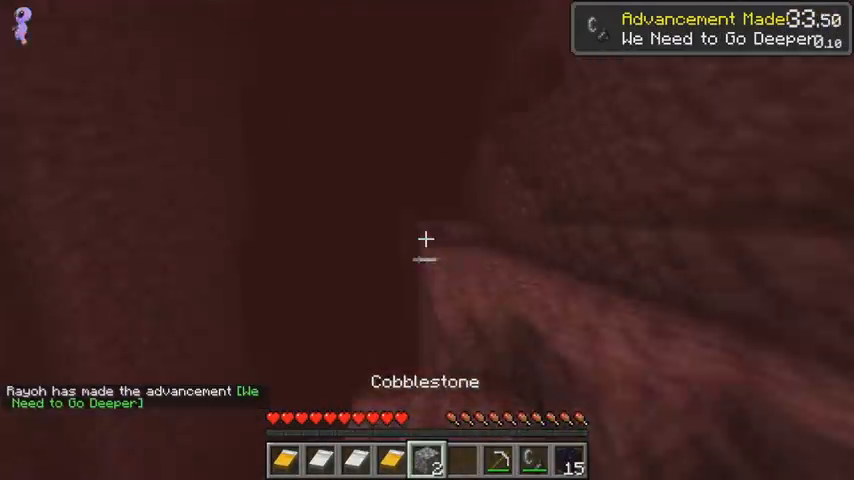 Advancement Made 33.50
We Need to Go Deeper 0.10
Cobblestone
Rayoh has made the advancement [We
Need to Go Deeper]
2
15